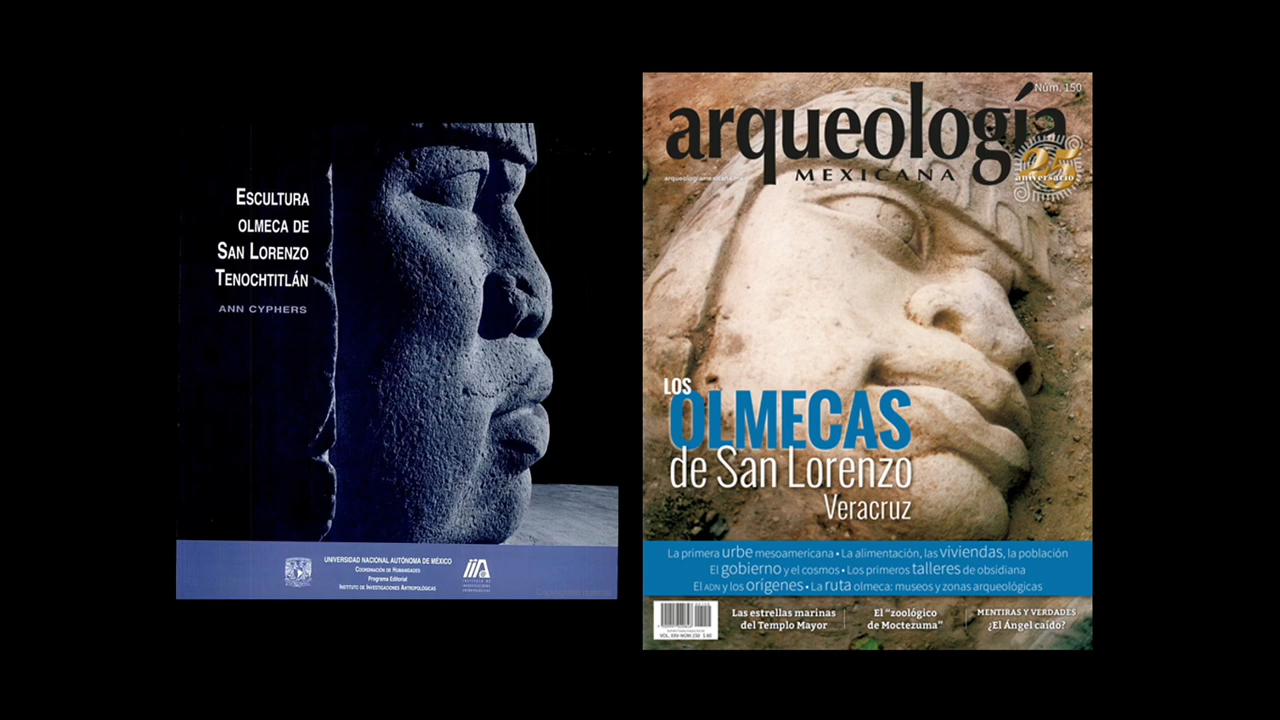 ESCULTURA
OLMECA DE
SAN LORENZO
TENOCHTITLÁN
ANN CYPHERS
UNIVERSIDAD NACIONAL AUTÓNOMA DE MÉXICO
COORDINACIÓN DE HUMANIDADES
Programa Editorial
INSTITUTO DE INVESTIGACIONES ANTROPOLÓGICAS
INSTITUTO DE
INVESTIGACIONES
ANTROPOLÓGICAS
Núm. 150
arqueología
MEXICANA
25
aniversario
LOS
OLMECAS
de San Lorenzo
Veracruz
La primera urbe mesoamericana • La alimentación, las viviendas, la población
El gobierno y el cosmos • Los primeros talleres de obsidiana
El ADN y los orígenes • La ruta olmeca: museos y zonas arqueológicas
Las estrellas marinas
del Templo Mayor
El “zoológico
de Moctezuma”
MENTIRAS Y VERDADES
¿El Ángel caído?